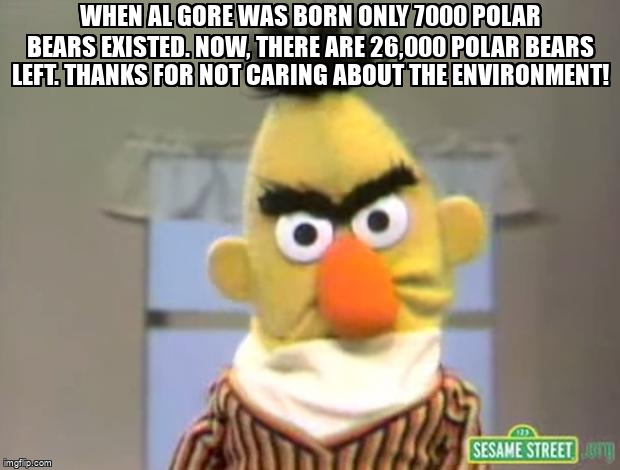 WHEN AL GORE WAS BORN ONLY 7000 POLAR
BEARS EXISTED. NOW, THERE ARE 26,000 POLAR BEARS
LEFT. THANKS FOR NOT CARING ABOUT THE ENVIRONMENT!
123
SESAME STREET .org
imgflip.com